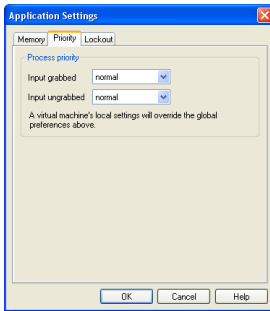 Application Settings
Memory Priority Lockout
Process priority
Input grabbed normal
Input ungrabbed normal
A virtual machine's local settings will override the global
preferences above.
OK Cancel Help